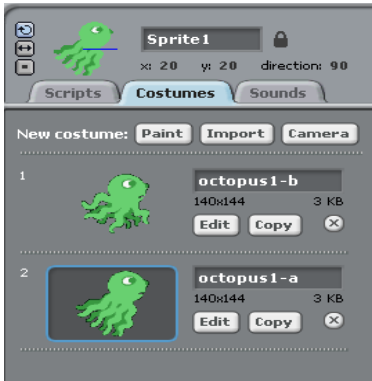 Sprite1
x: 20 y: 20 direction: 90
Scripts Costumes Sounds
New costume: Paint Import Camera
1
octopus1-b
140x144 3 KB
Edit Copy
2
octopus1-a
140x144 3 KB
Edit Copy